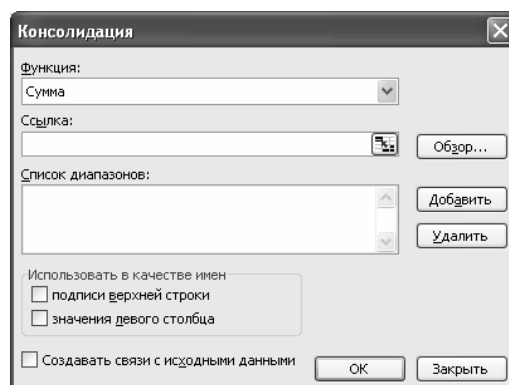 Консолидация
Функция:
Сумма
Ссылка:
Обзор...
Список диапазонов:
Добавить
Удалить
Использовать в качестве имен
подписи верхней строки
значения левого столбца
Создавать связи с исходными данными
ОК
Закрыть